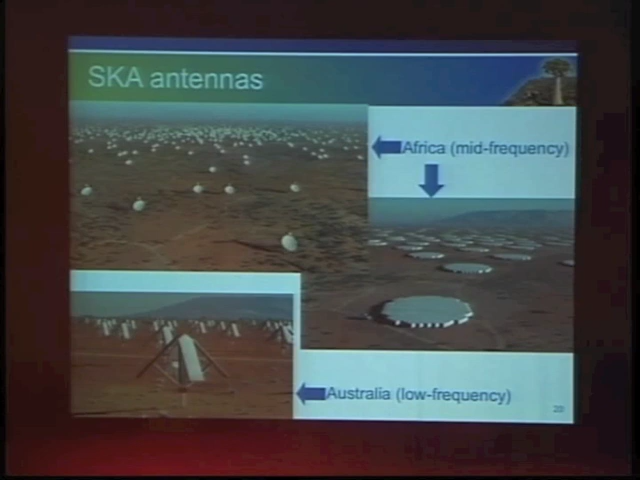 SKA antennas
Africa (mid-frequency)
Australia (low-frequency)
20